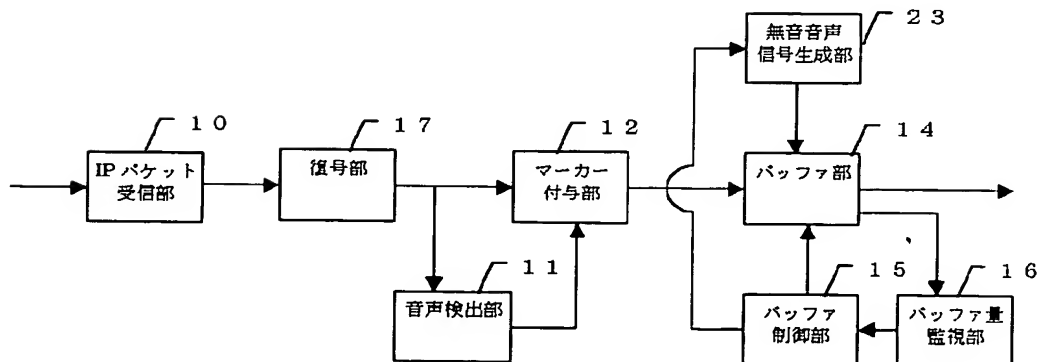 無音音声
信号生成部
23
10
IPパケット
受信部
17
復号部
12
マーカー
付与部
14
バッファ部
11
音声検出部
15
バッファ
制御部
16
バッファ量
監視部